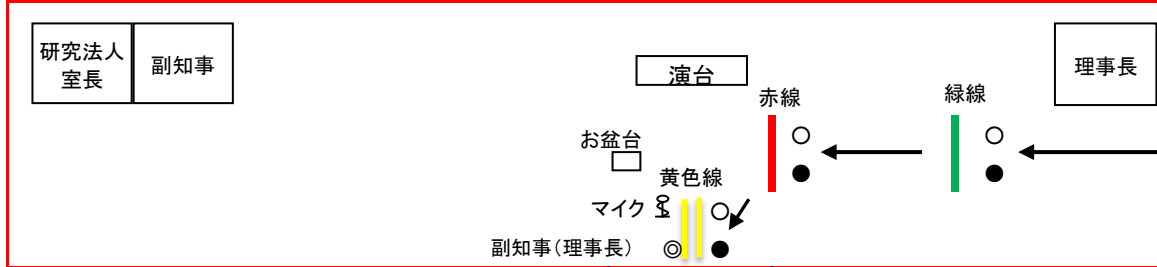 研究法人
室長
副知事
演台
理事長
赤線
緑線
お盆台
黄色線
マイク
副知事（理事長）